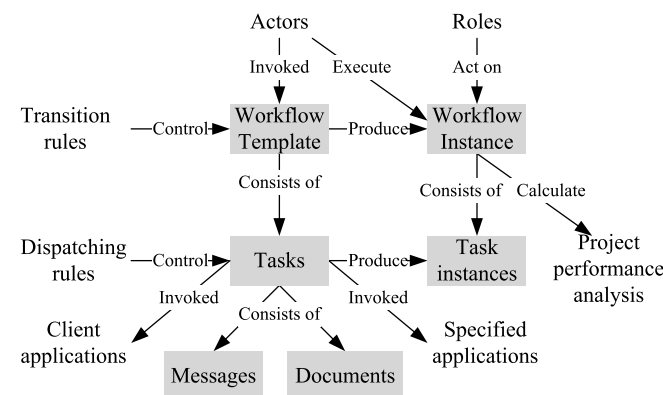 Actors
Roles
Invoked
Execute
Act on
Transition
rules
Control
Workflow
Template
Produce
Workflow
Instance
Consists of
Consists of
Calculate
Dispatching
rules
Control
Tasks
Produce
Task
instances
Project
performance
analysis
Invoked
Consists of
Invoked
Client
applications
Specified
applications
Messages
Documents